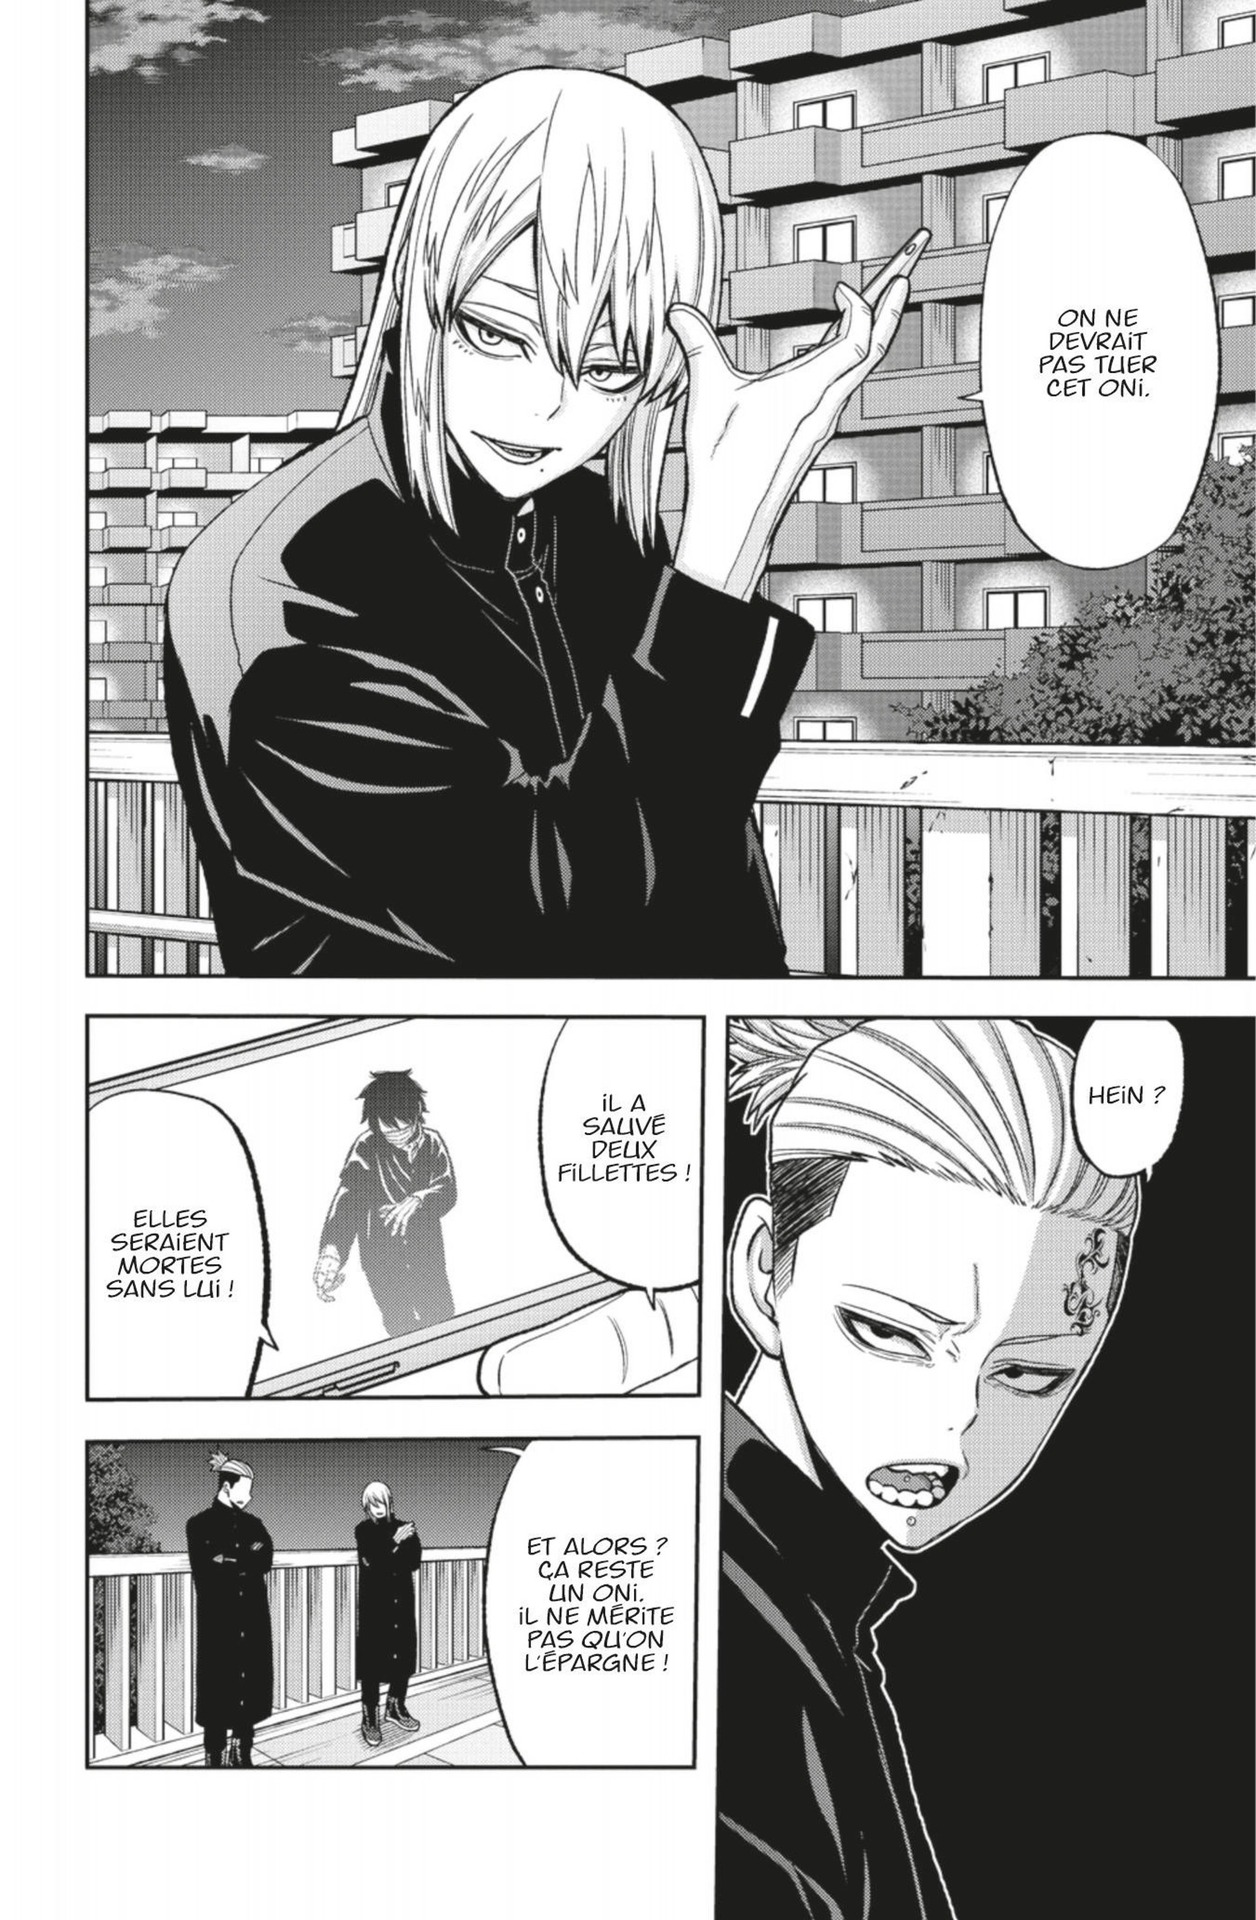 ON NE
DEVRAIT
PAS TUER
CET ONI.
HEIN ?
IL A
SAUVÉ
DEUX
FILLETTES !
ELLES
SERAIENT
MORTES
SANS LUI !
ET ALORS ?
ÇA RESTE
UN ONI.
IL NE MÉRITE
PAS QU'ON
L'ÉPARGNE !